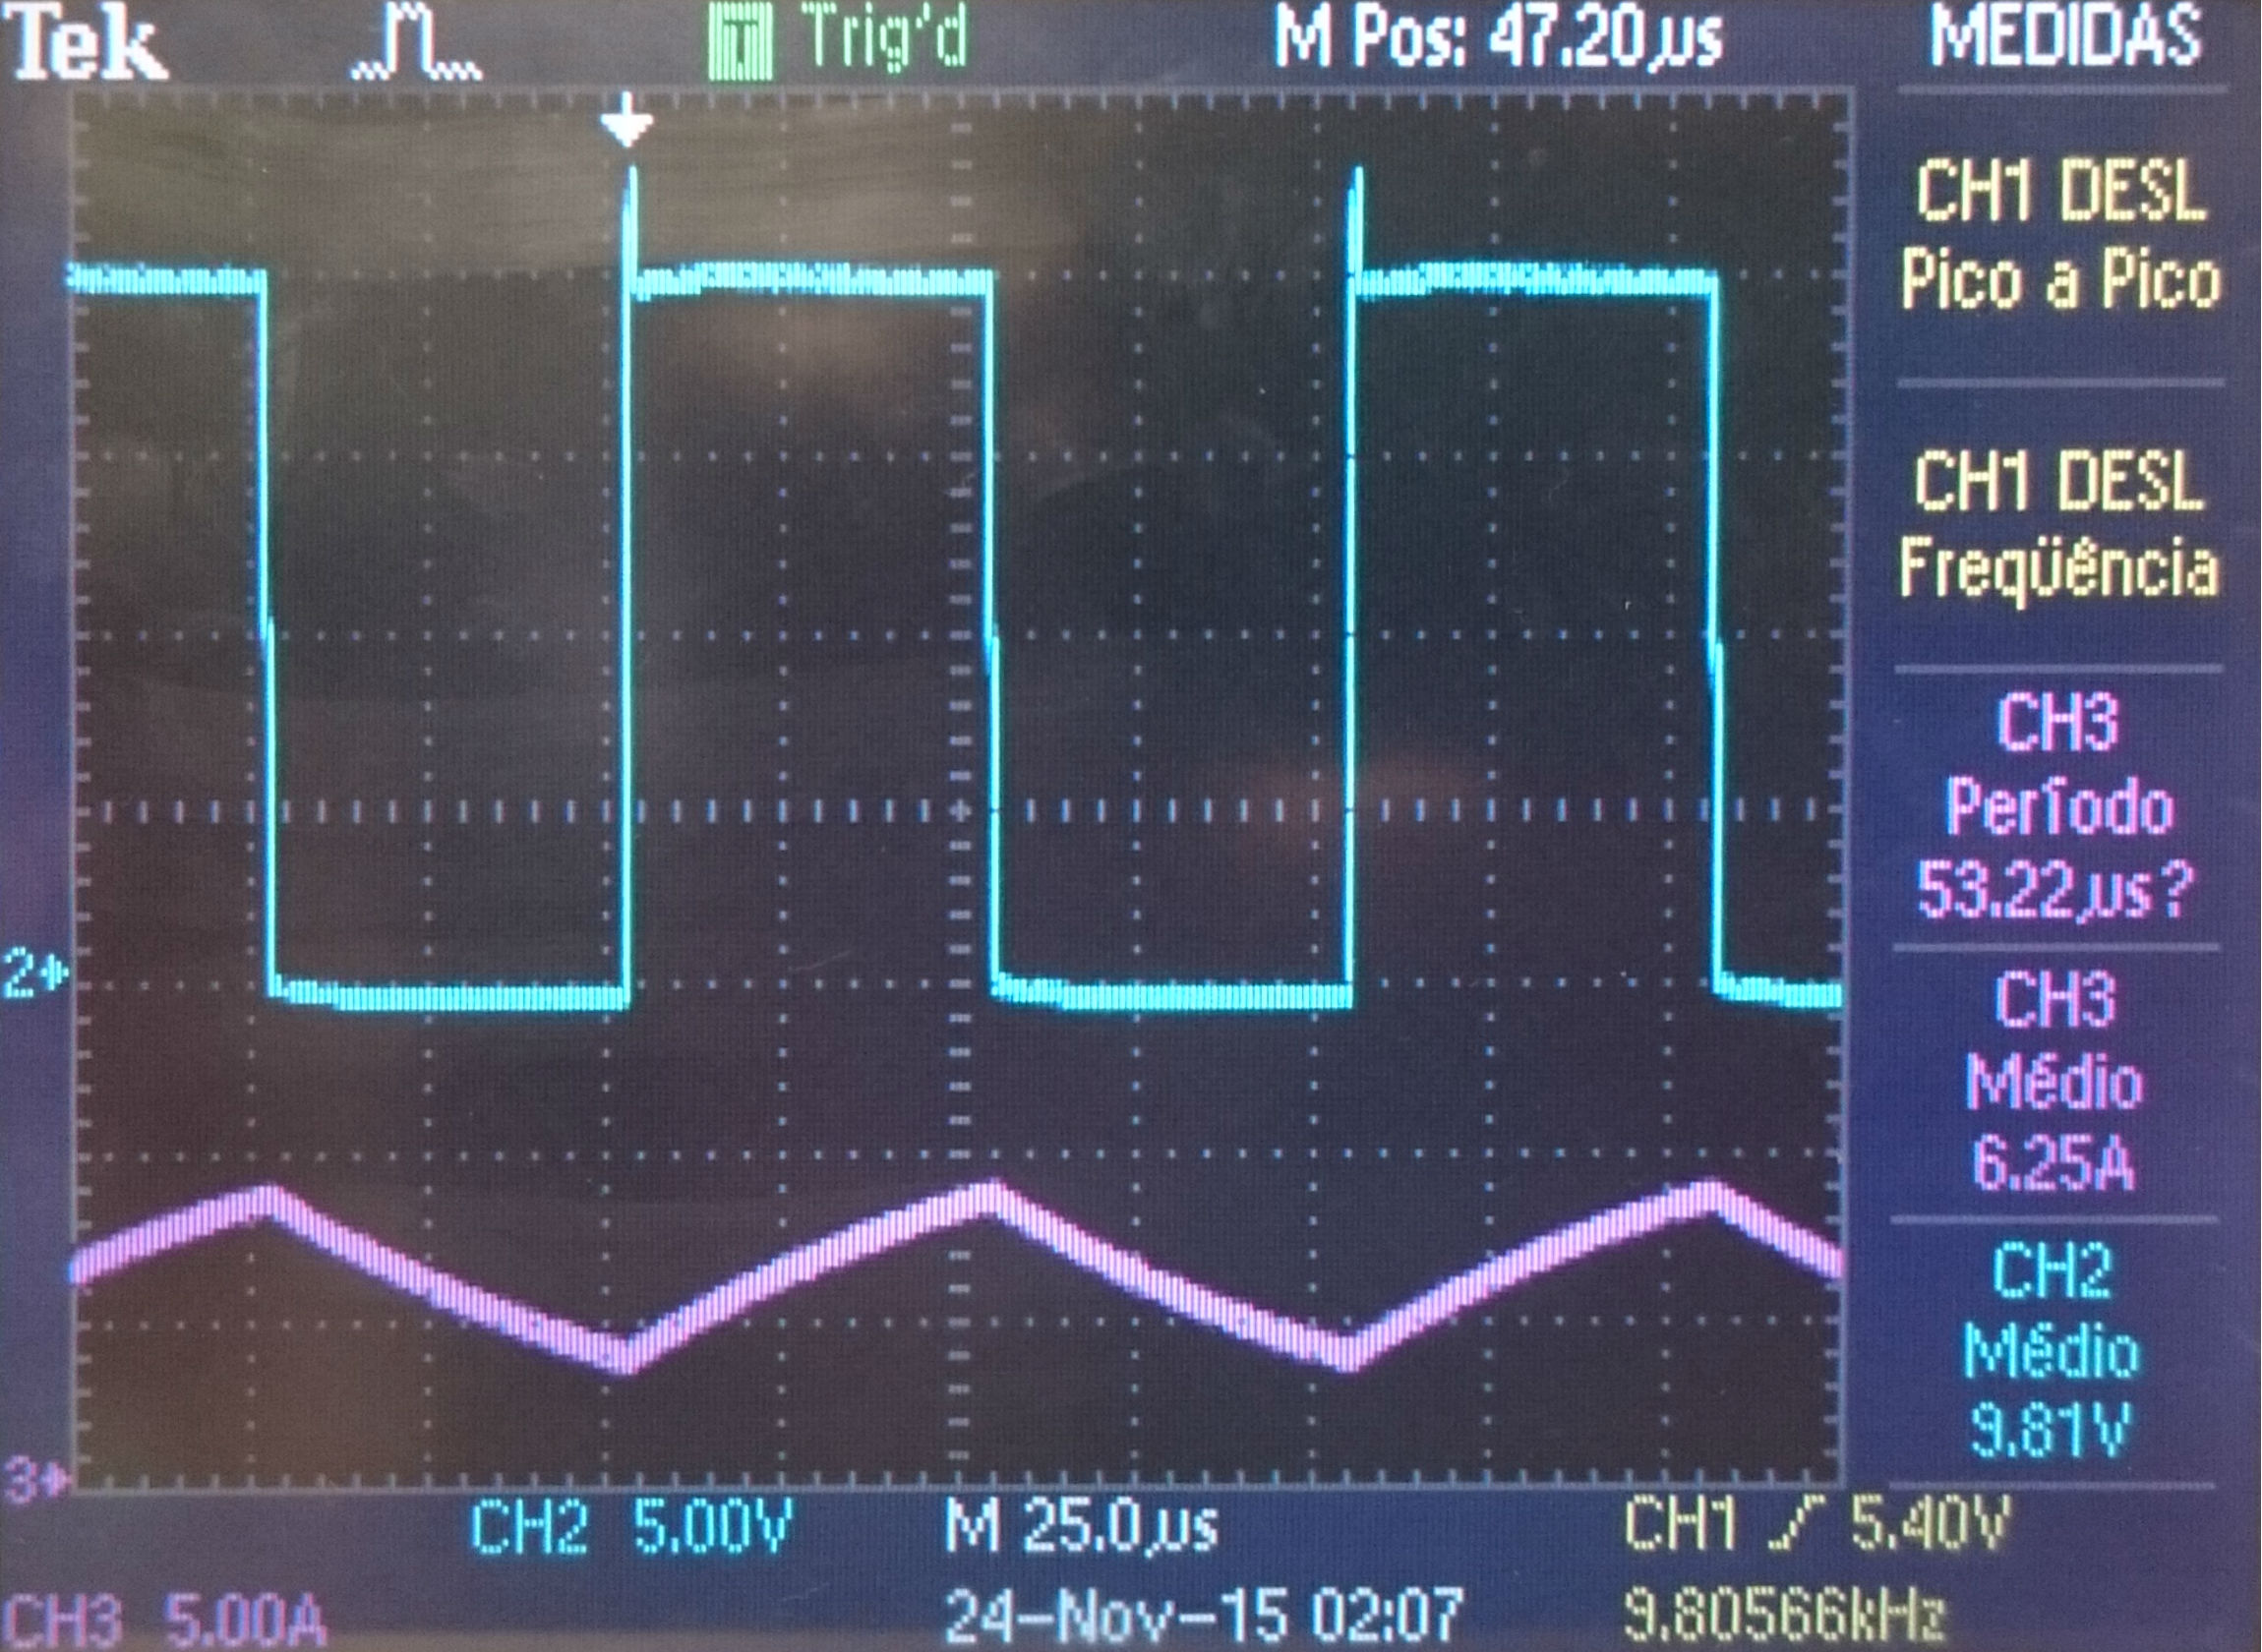 Tek
Trig'd
M Pos: 47.20µs
MEDIDAS
CH1 DESL
Pico a Pico
CH1 DESL
Freqüência
CH3
Período
53.22µs?
CH3
Médio
6.25A
CH2
Médio
9.81V
2
3
CH2 5.00V
M 25.0µs
CH1 5.40V
CH3 5.00A
24-Nov-15 02:07
9.80566kHz